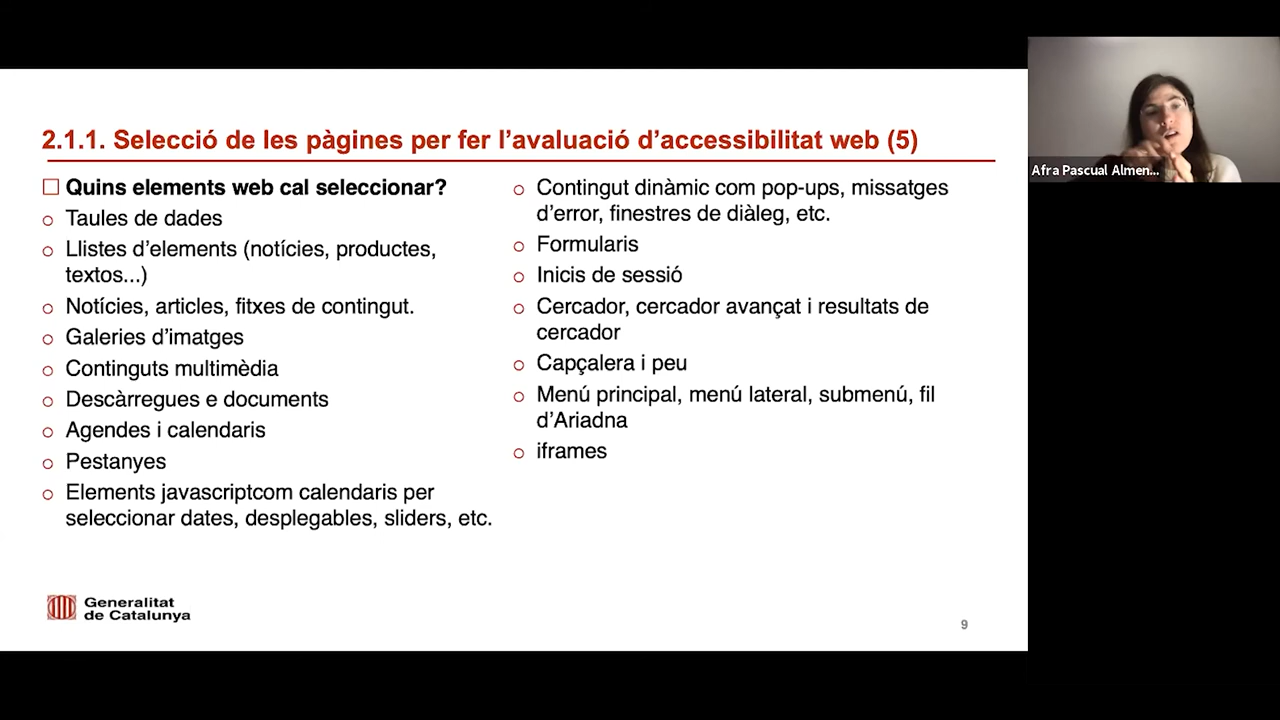 2.1.1. Selecció de les pàgines per fer l’avaluació d’accessibilitat web (5)
Quins elements web cal seleccionar?
Taules de dades
Llistes d’elements (notícies, productes,
textos...)
Notícies, articles, fitxes de contingut.
Galeries d’imatges
Continguts multimèdia
Descàrregues e documents
Agendes i calendaris
Pestanyes
Elements javascriptcom calendaris per
seleccionar dates, desplegables, sliders, etc.
Contingut dinàmic com pop-ups, missatges
d’error, finestres de diàleg, etc.
Formularis
Inicis de sessió
Cercador, cercador avançat i resultats de
cercador
Capçalera i peu
Menú principal, menú lateral, submenú, fil
d’Ariadna
iframes
Generalitat
de Catalunya
9
Afra Pascual Almen...